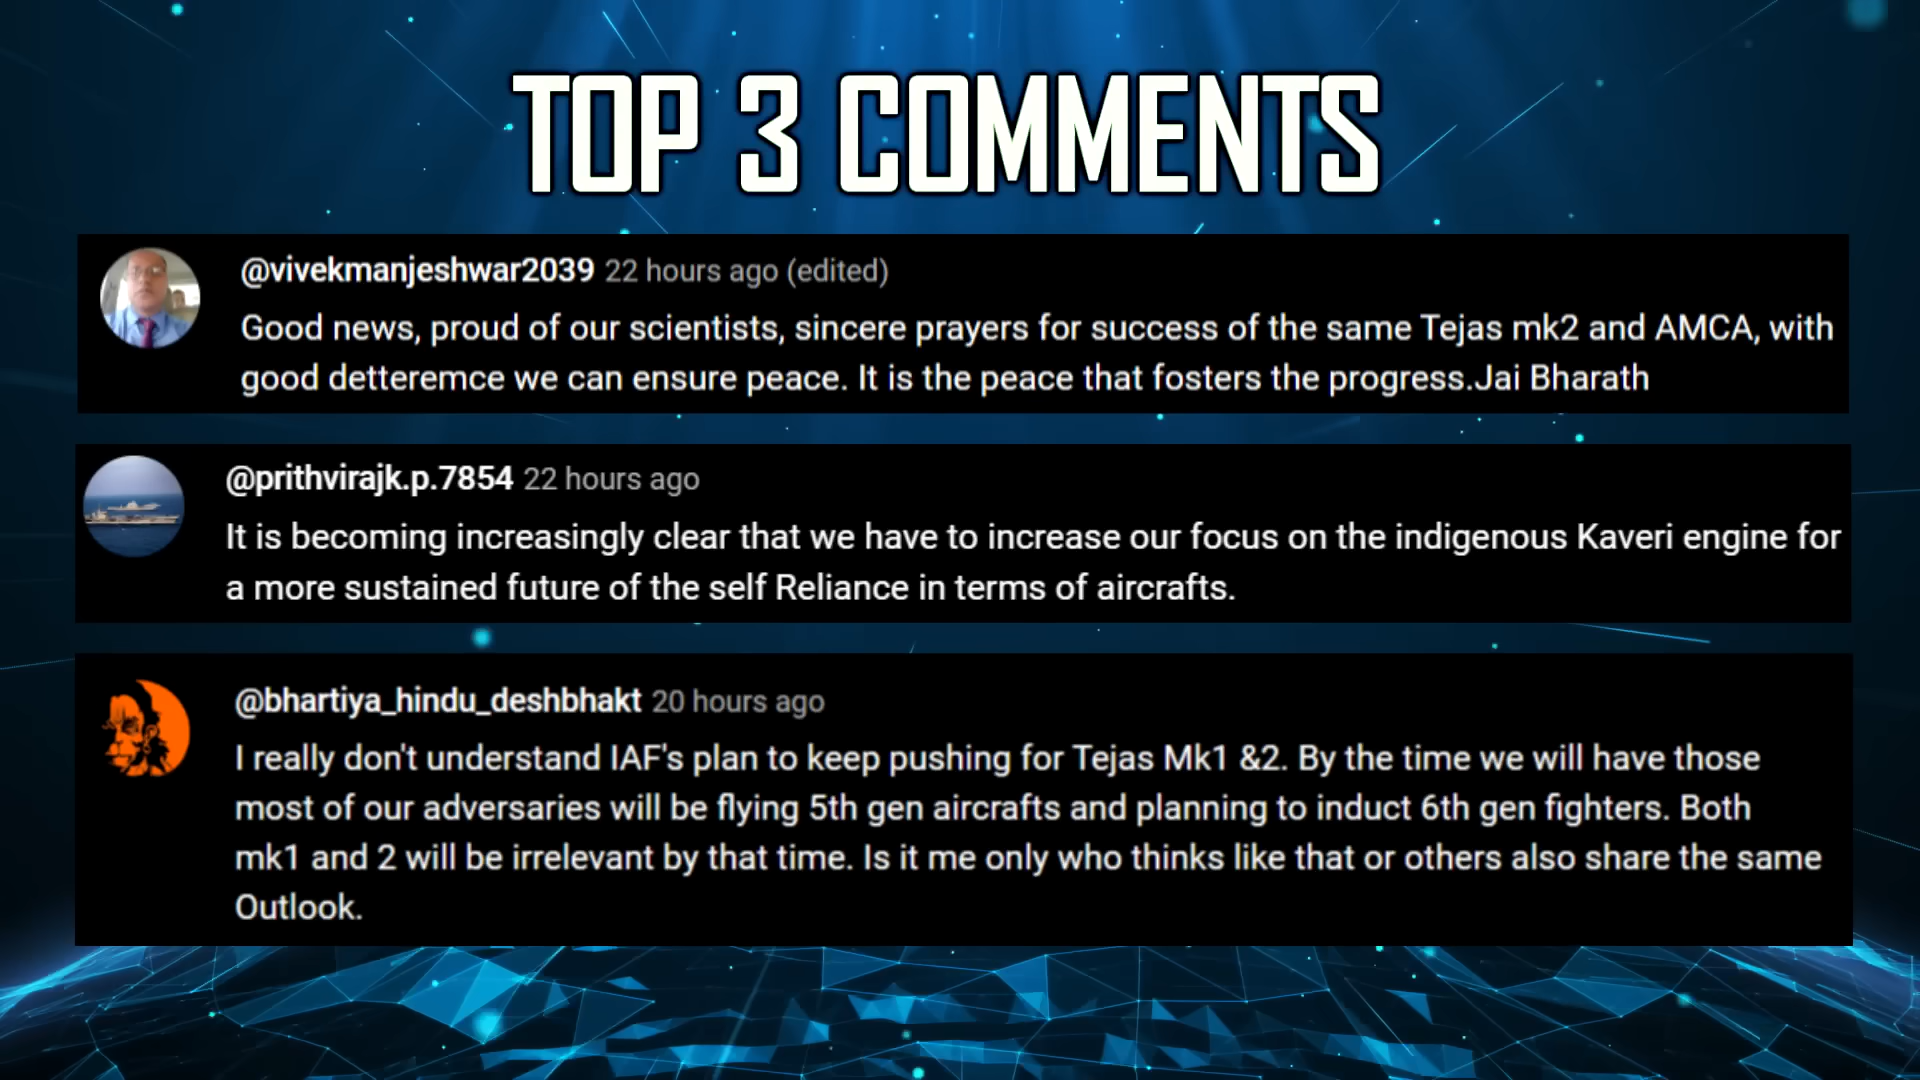 TOP 3 COMMENTS
@vivekmanjeshwar2039 22 hours ago (edited)
Good news, proud of our scientists, sincere prayers for success of the same Tejas mk2 and AMCA, with
good detteremce we can ensure peace. It is the peace that fosters the progress.Jai Bharath
@prithvirajk.p.7854 22 hours ago
It is becoming increasingly clear that we have to increase our focus on the indigenous Kaveri engine for
a more sustained future of the self Reliance in terms of aircrafts.
@bhartiya_hindu_deshbhakt 20 hours ago
I really don't understand IAF's plan to keep pushing for Tejas Mk1 &2. By the time we will have those
most of our adversaries will be flying 5th gen aircrafts and planning to induct 6th gen fighters. Both
mk1 and 2 will be irrelevant by that time. Is it me only who thinks like that or others also share the same
Outlook.